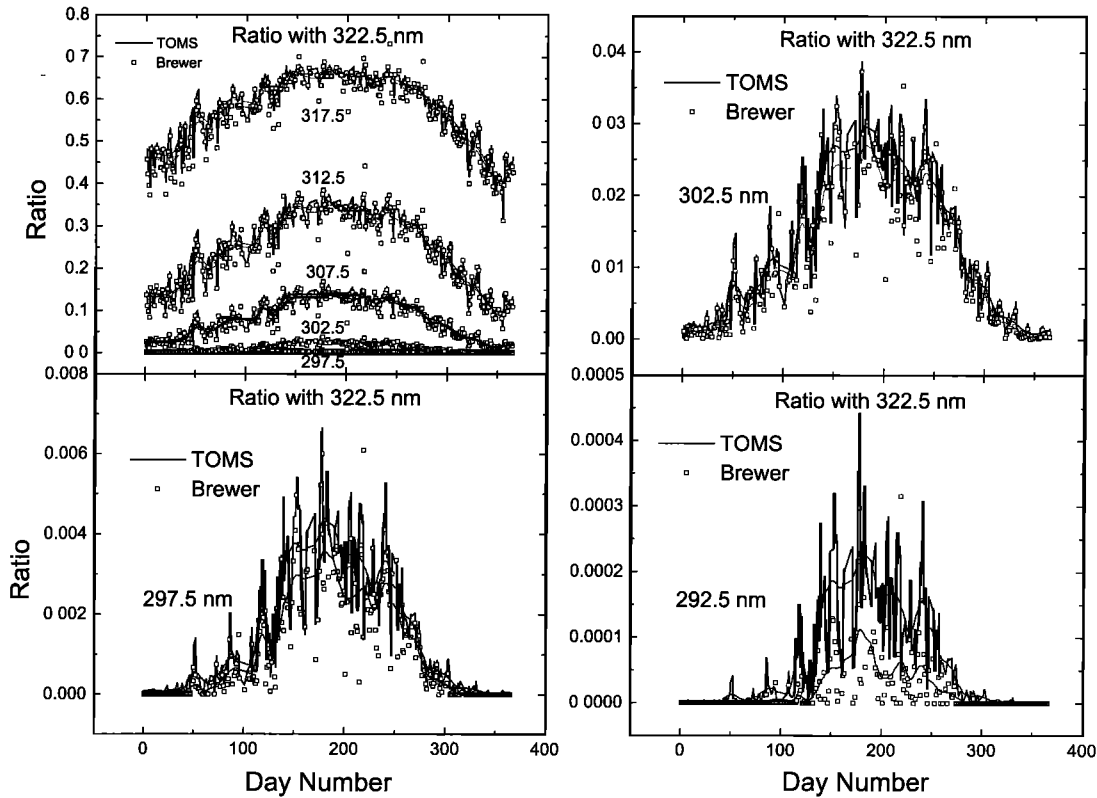 Ratio with 322.5 nm
TOMS
Brewer
317.5
312.5
307.5
302.5
297.5
0.8
0.7
0.6
0.5
0.4
0.3
0.2
0.1
0 0
Ratio
Ratio with 322.5 nm
TOMS
Brewer
302.5 nm
0.04
0.03
0.02
0.01
0.00
Ratio with 322.5 nm
TOMS
Brewer
297.5 nm
0.008
0.006
0.004
0.002
0.000
Ratio
0
100
200
300
400
Day Number
Ratio with 322.5 nm
TOMS
Brewer
292.5 nm
0.0005
0.0004
0.0003
0.0002
0.0001
0.0000
0
100
200
300
400
Day Number